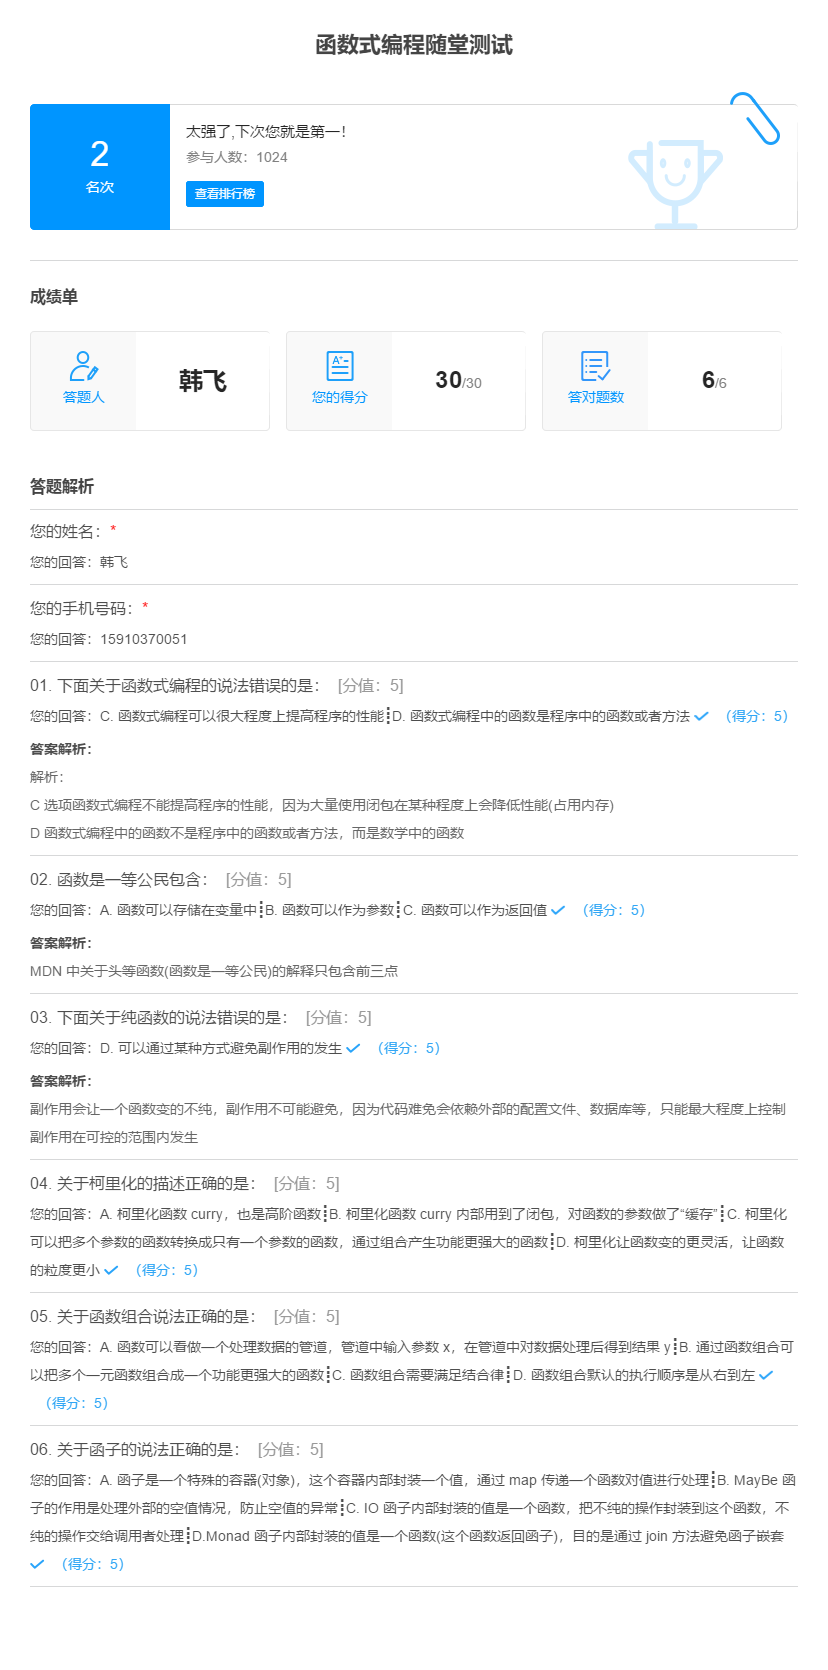 函数式编程随堂测试
2
名次
太强了,下次您就是第一！
参与人数：1024
查看排行榜
成绩单
答题人
韩飞
您的得分
30/30
答对题数
6/6
答题解析
您的姓名：*
您的回答：韩飞
您的手机号码：*
您的回答：15910370051
01. 下面关于函数式编程的说法错误的是： [分值：5]
您的回答：C. 函数式编程可以很大程度上提高程序的性能┋D. 函数式编程中的函数是程序中的函数或者方法 （得分：5）
答案解析：
解析：
C 选项函数式编程不能提高程序的性能，因为大量使用闭包在某种程度上会降低性能(占用内存)
D 函数式编程中的函数不是程序中的函数或者方法，而是数学中的函数
02. 函数是一等公民包含： [分值：5]
您的回答：A. 函数可以存储在变量中┋B. 函数可以作为参数┋C. 函数可以作为返回值 （得分：5）
答案解析：
MDN 中关于头等函数(函数是一等公民)的解释只包含前三点
03. 下面关于纯函数的说法错误的是： [分值：5]
您的回答：D. 可以通过某种方式避免副作用的发生 （得分：5）
答案解析：
副作用会让一个函数变的不纯，副作用不可能避免，因为代码难免会依赖外部的配置文件、数据库等，只能最大程度上控制
副作用在可控的范围内发生
04. 关于柯里化的描述正确的是： [分值：5]
您的回答：A. 柯里化函数 curry，也是高阶函数┋B. 柯里化函数 curry 内部用到了闭包，对函数的参数做了“缓存”┋C. 柯里化
可以把多个参数的函数转换成只有一个参数的函数，通过组合产生功能更强大的函数┋D. 柯里化让函数变的更灵活，让函数
的粒度更小 （得分：5）
05. 关于函数组合说法正确的是： [分值：5]
您的回答：A. 函数可以看做一个处理数据的管道，管道中输入参数 x，在管道中对数据处理后得到结果 y┋B. 通过函数组合可
以把多个一元函数组合成一个功能更强大的函数┋C. 函数组合需要满足结合律┋D. 函数组合默认的执行顺序是从右到左
（得分：5）
06. 关于函子的说法正确的是： [分值：5]
您的回答：A. 函子是一个特殊的容器(对象)，这个容器内部封装一个值，通过 map 传递一个函数对值进行处理┋B. MayBe 函
子的作用是处理外部的空值情况，防止空值的异常┋C. IO 函子内部封装的值是一个函数，把不纯的操作封装到这个函数，不
纯的操作交给调用者处理┋D.Monad 函子内部封装的值是一个函数(这个函数返回函子)，目的是通过 join 方法避免函子嵌套
（得分：5）